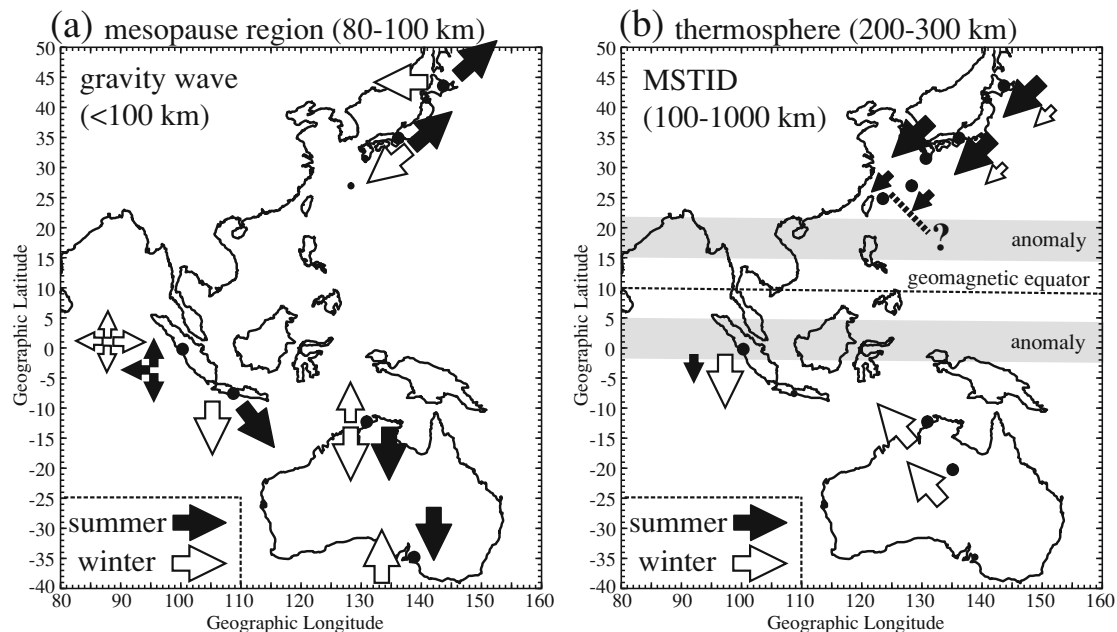 (a) mesopause region (80-100 km)
gravity wave
(<100 km)
50
45
40
35
30
25
20
15
10
5
0
-5
-10
-15
-20
-25
-30
-35
-40
Geographic Latitude
summer
winter
80 90 100 110 120 130 140 150 160
Geographic Longitude
(b) thermosphere (200-300 km)
MSTID
(100-1000 km)
50
45
40
35
30
25
20
15
10
5
0
-5
-10
-15
-20
-25
-30
-35
-40
Geographic Latitude
?
anomaly
geomagnetic equator
anomaly
summer
winter
80 90 100 110 120 130 140 150 160
Geographic Longitude